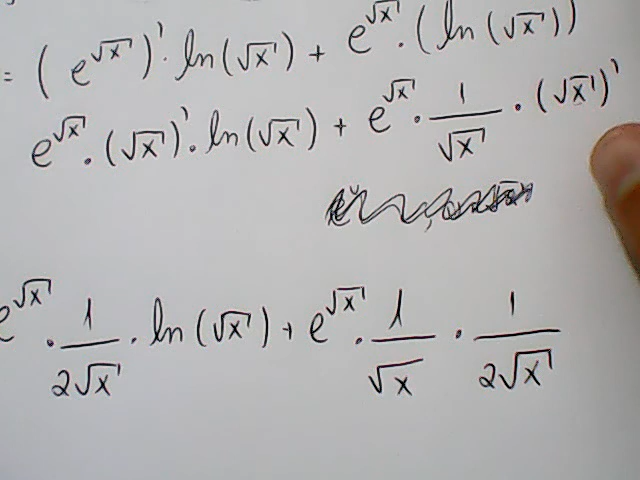 = (e^√x)' · ln(√x) + e^√x · (ln(√x))
e^√x · (√x)' · ln(√x) + e^√x · 1/√x · (√x)'
e^√x · 1/2√x · ln(√x) + e^√x · 1/√x · 1/2√x